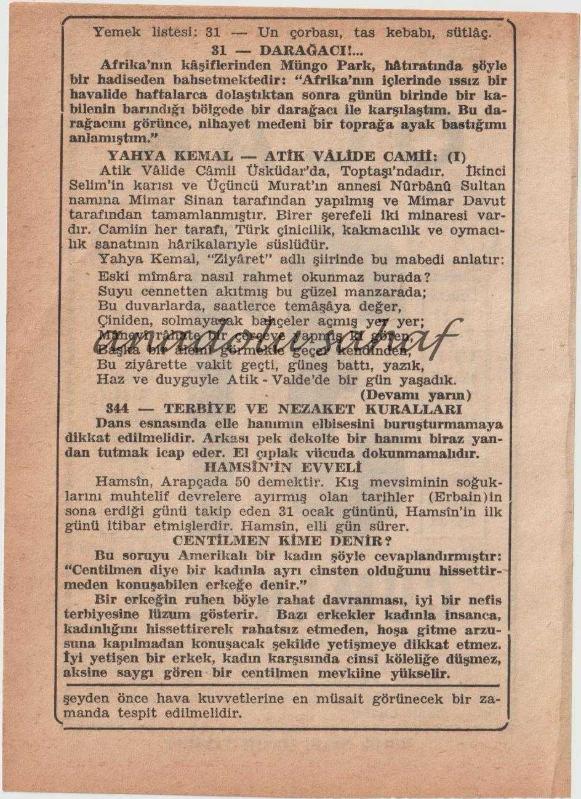 Yemek listesi: 31 — Un çorbası, tas kebabı, sütlâç.
31 — DARAĞACI!...
Afrika'nın kâşiflerinden Müngo Park, hâtıratında şöyle
bir hadiseden bahsetmektedir: "Afrika'nın içlerinde ıssız bir
havalide haftalarca dolaştıktan sonra günün birinde bir ka-
bilenin barındığı bölgede bir darağacı ile karşılaştım. Bu da-
rağacını görünce, nihayet medeni bir toprağa ayak bastığımı
anlamıştım."
YAHYA KEMAL — ATİK VÂLİDE CAMİİ: (I)
Atik Vâlide Câmii Üsküdar'da, Toptaşı'ndadır. İkinci
Selim'in karısı ve Üçüncü Murat'ın annesi Nûrbânû Sultan
namına Mimar Sinan tarafından yapılmış ve Mimar Davut
tarafından tamamlanmıştır. Birer şerefeli iki minaresi var-
dır. Camiin her tarafı, Türk çinicilik, kakmacılık ve oymacı-
lık sanatının hârikalarıyle süslüdür.
Yahya Kemal, "Ziyâret" adlı şiirinde bu mabedi anlatır:
Eski mîmâra nasıl rahmet okunmaz burada?
Suyu cennetten akıtmış bu güzel manzarada;
Bu duvarlarda, saatlerce temâşâya değer,
Çiniden, solmayacak bahçeler açmış yer yer;
anadolu sahaf
Başka bir âlemi görmekle geçer kendinden,
Bu ziyârette vakit geçti, güneş battı, yazık,
Haz ve duyguyle Atik - Valde'de bir gün yaşadık.
(Devamı yarın)
344 — TERBİYE VE NEZAKET KURALLARI
Dans esnasında elle hanımın elbisesini buruşturmamaya
dikkat edilmelidir. Arkası pek dekolte bir hanımı biraz yan-
dan tutmak icap eder. El çıplak vücuda dokunmamalıdır.
HAMSİN'İN EVVELİ
Hamsîn, Arapçada 50 demektir. Kış mevsiminin soğuk-
larını muhtelif devrelere ayırmış olan tarihler (Erbain)in
sona erdiği günü takip eden 31 ocak gününü, Hamsîn'in ilk
günü itibar etmişlerdir. Hamsîn, elli gün sürer.
CENTİLMEN KİME DENİR?
Bu soruyu Amerikalı bir kadın şöyle cevaplandırmıştır:
"Centilmen diye bir kadınla ayrı cinsten olduğunu hissettir-
meden konuşabilen erkeğe denir."
Bir erkeğin ruhen böyle rahat davranması, iyi bir nefis
terbiyesine lüzum gösterir. Bazı erkekler kadınla insanca,
kadınlığını hissettirerek rahatsız etmeden, hoşa gitme arzu-
suna kapılmadan konuşacak şekilde yetişmeye dikkat etmez.
İyi yetişen bir erkek, kadın karşısında cinsi köleliğe düşmez,
aksine saygı gören bir centilmen mevkiine yükselir.
şeyden önce hava kuvvetlerine en müsait görünecek bir za-
manda tespit edilmelidir.